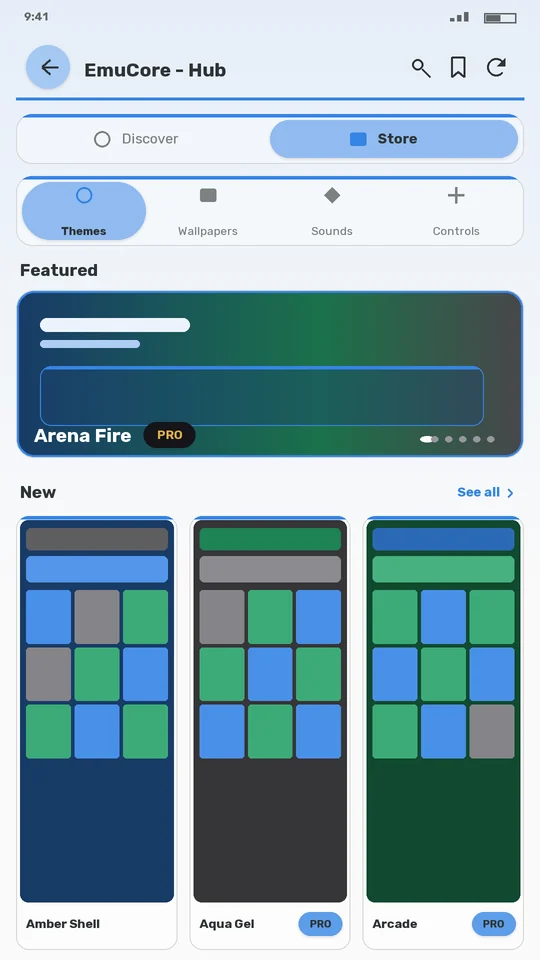 9:41
EmuCore - Hub
Discover
Store
Themes
Wallpapers
Sounds
Controls
Featured
Arena Fire
PRO
New
See all
Amber Shell
Aqua Gel
PRO
Arcade
PRO